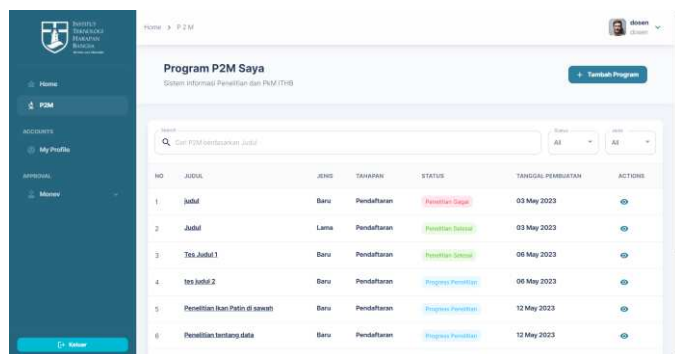 INSTITUT
TEKNOLOGI
HARAPAN
BANGSA
Home > P2M
dosen
dosen
Home
P2M
ACCOUNTS
My Profile
APPROVAL
Monev
Keluar
Program P2M Saya
Sistem Informasi Penelitian dan PkM ITHB
+ Tambah Program
Search
Cari P2M berdasarkan Judul
Status
All
Jenis
All
NO JUDUL JENIS TAHAPAN STATUS TANGGAL PEMBUATAN ACTIONS
1 judul Baru Pendaftaran Penelitian Gagal 03 May 2023
2 Judul Lama Pendaftaran Penelitian Selesai 03 May 2023
3 Tes Judul 1 Baru Pendaftaran Penelitian Selesai 06 May 2023
4 tes judul 2 Baru Pendaftaran Progress Penelitian 06 May 2023
5 Penelitian Ikan Patin di sawah Baru Pendaftaran Progress Penelitian 12 May 2023
6 Penelitian tentang data Baru Pendaftaran Progress Penelitian 12 May 2023